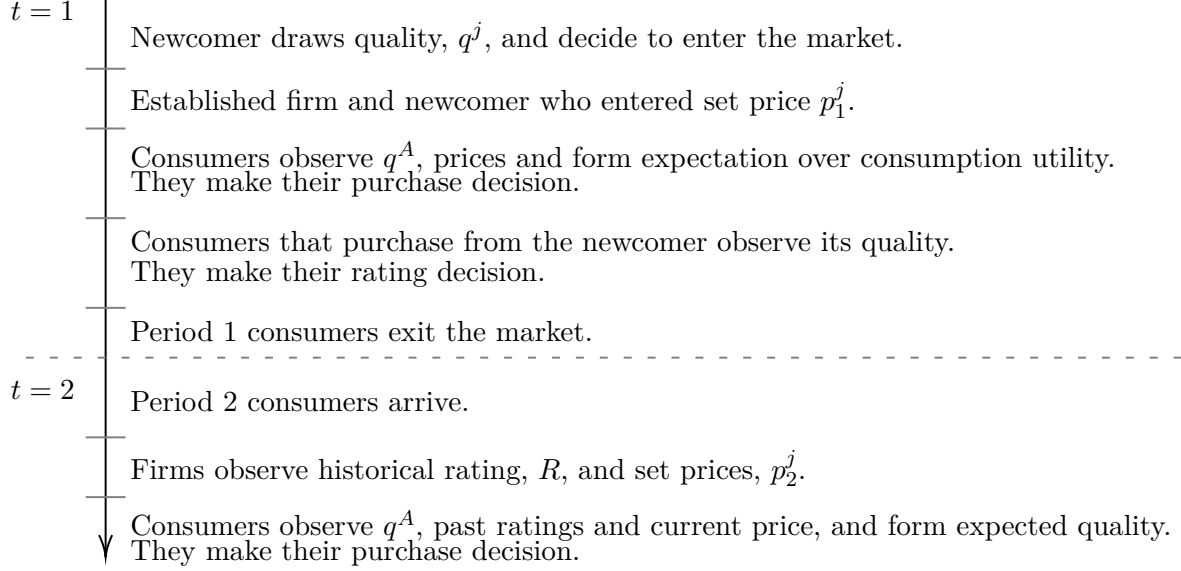 t = 1
Newcomer draws quality, q^j, and decide to enter the market.
Established firm and newcomer who entered set price p_1^j.
Consumers observe q^A, prices and form expectation over consumption utility.
They make their purchase decision.
Consumers that purchase from the newcomer observe its quality.
They make their rating decision.
Period 1 consumers exit the market.
t = 2
Period 2 consumers arrive.
Firms observe historical rating, R, and set prices, p_2^j.
Consumers observe q^A, past ratings and current price, and form expected quality.
They make their purchase decision.